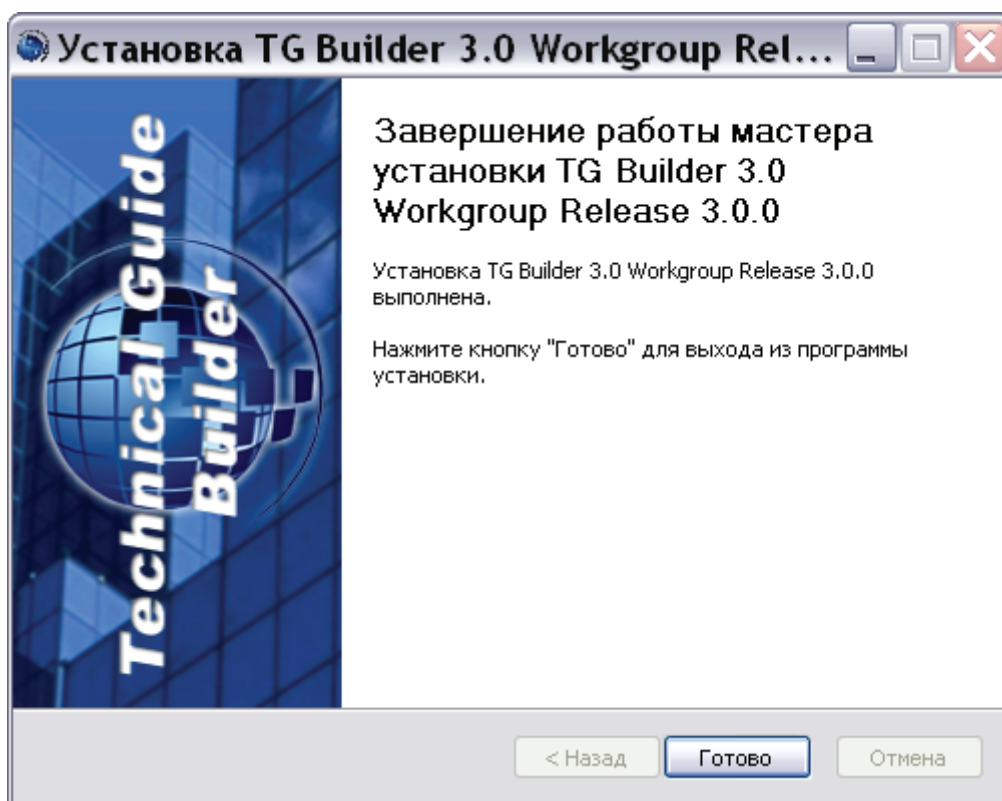 Установка TG Builder 3.0 Workgroup Rel...
Technical Guide
Builder
Завершение работы мастера
установки TG Builder 3.0
Workgroup Release 3.0.0
Установка TG Builder 3.0 Workgroup Release 3.0.0
выполнена.
Нажмите кнопку "Готово" для выхода из программы
установки.
< Назад
Готово
Отмена